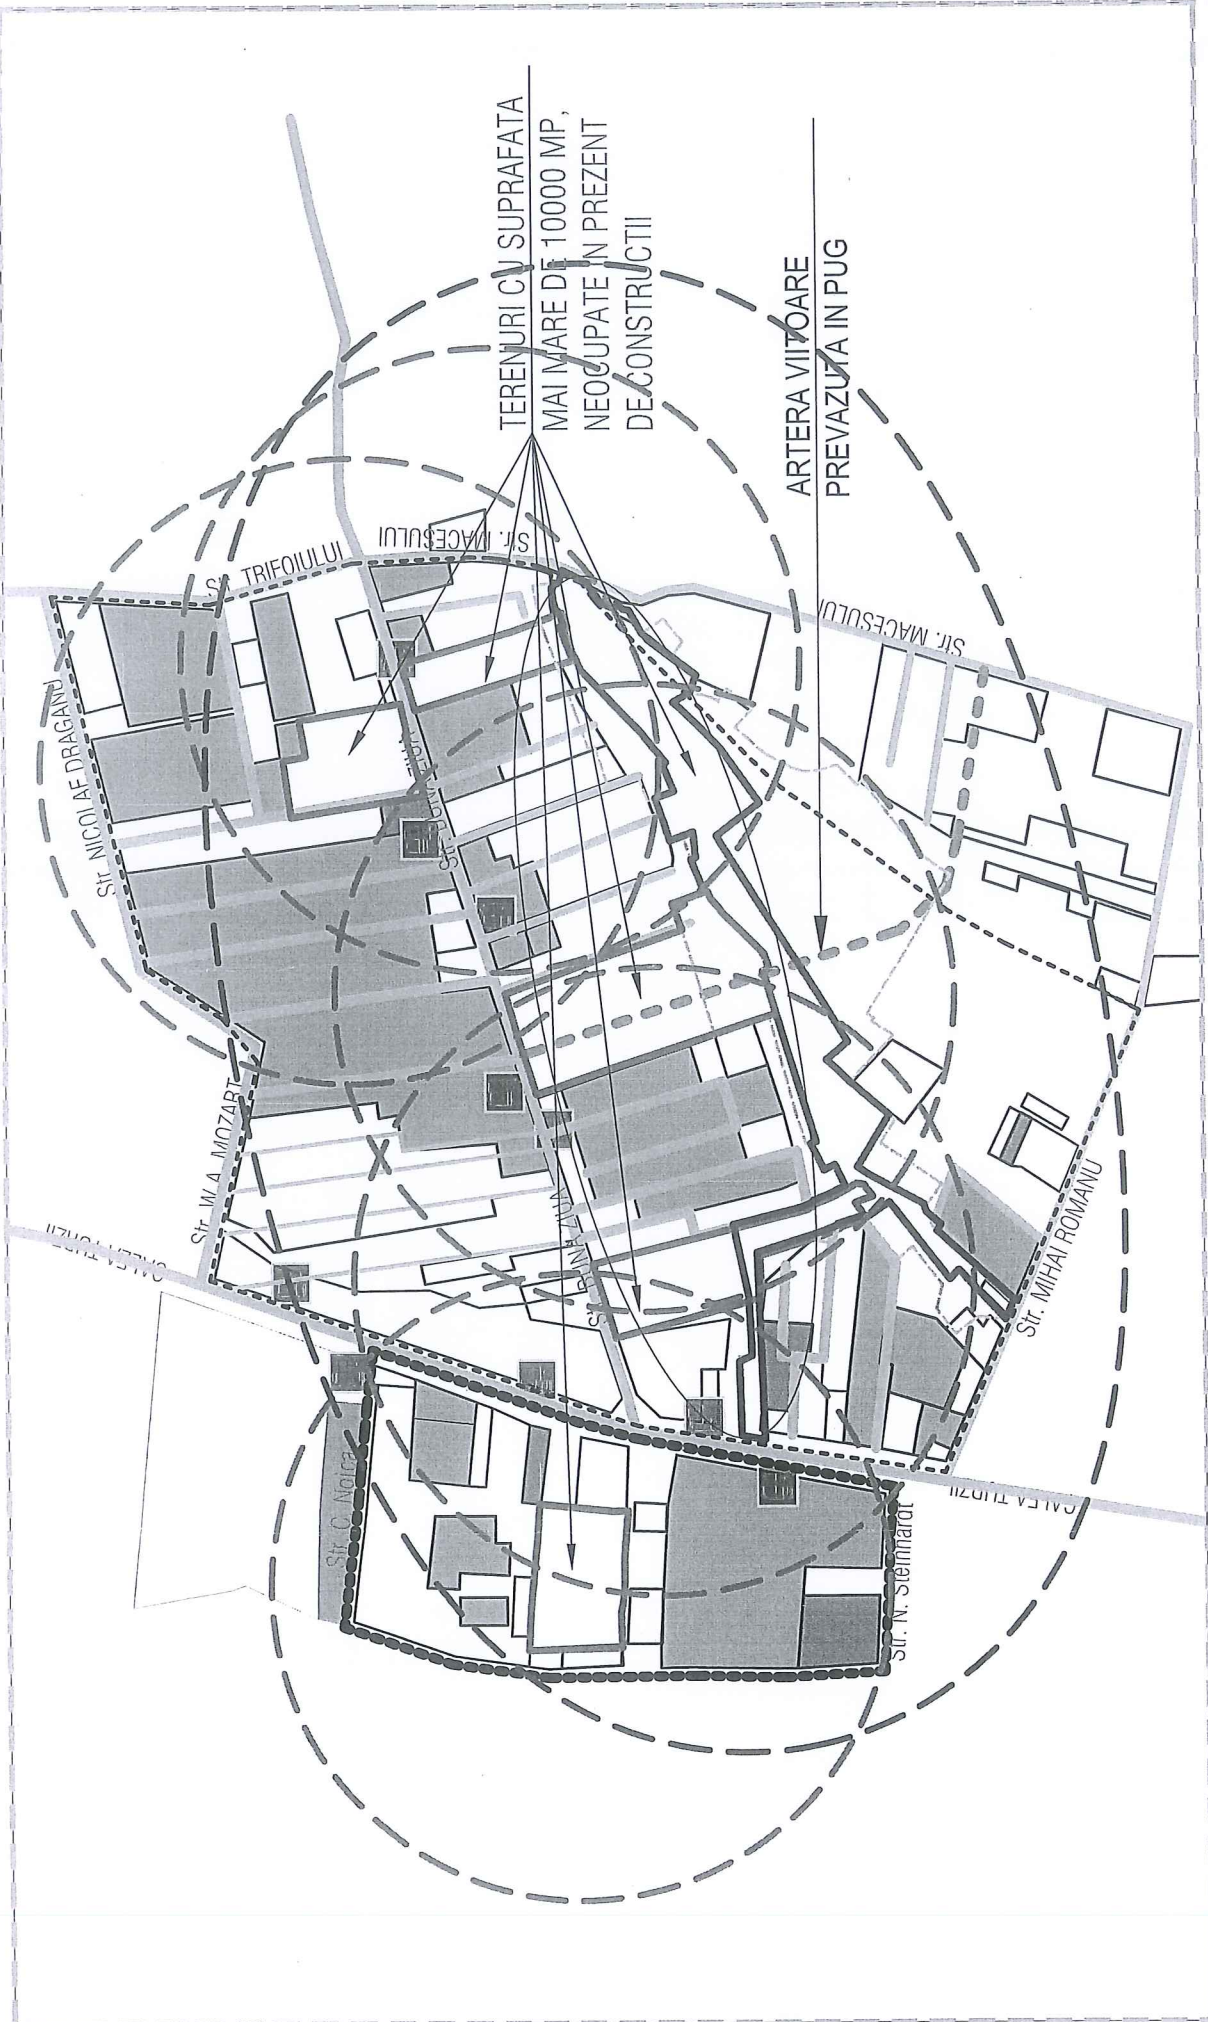 TERENURI CU SUPRAFATA
MAI MARE DE 10000 MP,
NEOCUPATE IN PREZENT
DE CONSTRUCTII
ARTERA VIITOARE
PREVAZUTA IN PUG
Str. NICOLAE DRAGANU
Str. TRIFOIULUI
Str. MACESULUI
Str. MACESULUI
Str. W.A. MOZART
CALEA TURZII
Str. MIHAI ROMANU
Str. C. Noica
Str. N. Steinhardt
CALEA TURZII